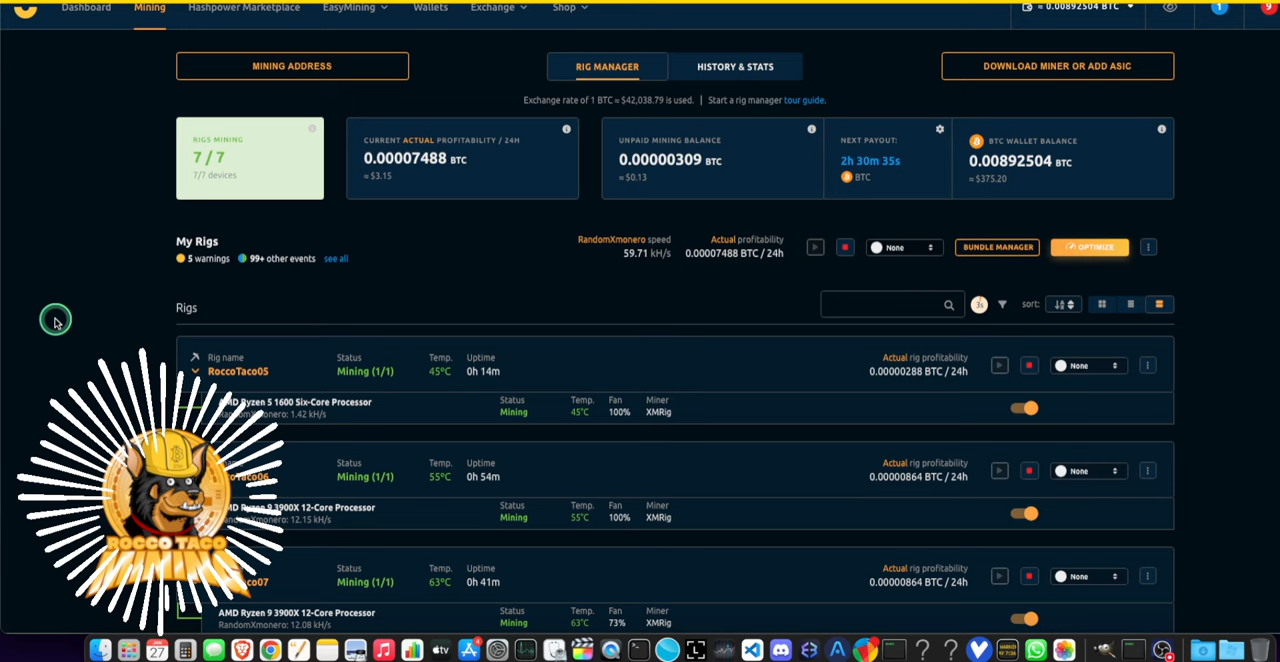 Dashboard Mining Hashpower Marketplace EasyMining Wallets Exchange Shop ≈ 0.00892504 BTC 1 9
MINING ADDRESS RIG MANAGER HISTORY & STATS DOWNLOAD MINER OR ADD ASIC
Exchange rate of 1 BTC ≈ $42,038.79 is used. | Start a rig manager tour guide.
RIGS MINING
7 / 7
7/7 devices
CURRENT ACTUAL PROFITABILITY / 24H
0.00007488 BTC
≈ $3.15
UNPAID MINING BALANCE
0.00000309 BTC
≈ $0.13
NEXT PAYOUT:
2h 30m 35s
BTC
BTC WALLET BALANCE
0.00892504 BTC
≈ $375.20
My Rigs
5 warnings 99+ other events see all
RandomXmonero speed
59.71 kH/s
Actual profitability
0.00007488 BTC / 24h
None BUNDLE MANAGER OPTIMIZE
Rigs 3s sort:
Rig name Status Temp. Uptime Actual rig profitability
RoccoTaco05 Mining (1/1) 45°C 0h 14m 0.00000288 BTC / 24h None
AMD Ryzen 5 1600 Six-Core Processor Status Temp. Fan Miner
RandomXmonero: 1.42 kH/s Mining 45°C 100% XMRig
Status Temp. Uptime Actual rig profitability
Taco06 Mining (1/1) 55°C 0h 54m 0.00000864 BTC / 24h None
AMD Ryzen 9 3900X 12-Core Processor Status Temp. Fan Miner
RandomXmonero: 12.15 kH/s Mining 55°C 100% XMRig
Status Temp. Uptime Actual rig profitability
co07 Mining (1/1) 63°C 0h 41m 0.00000864 BTC / 24h None
AMD Ryzen 9 3900X 12-Core Processor Status Temp. Fan Miner
RandomXmonero: 12.08 kH/s Mining 63°C 73% XMRig
ROCCO TACO
MINING
27
tv